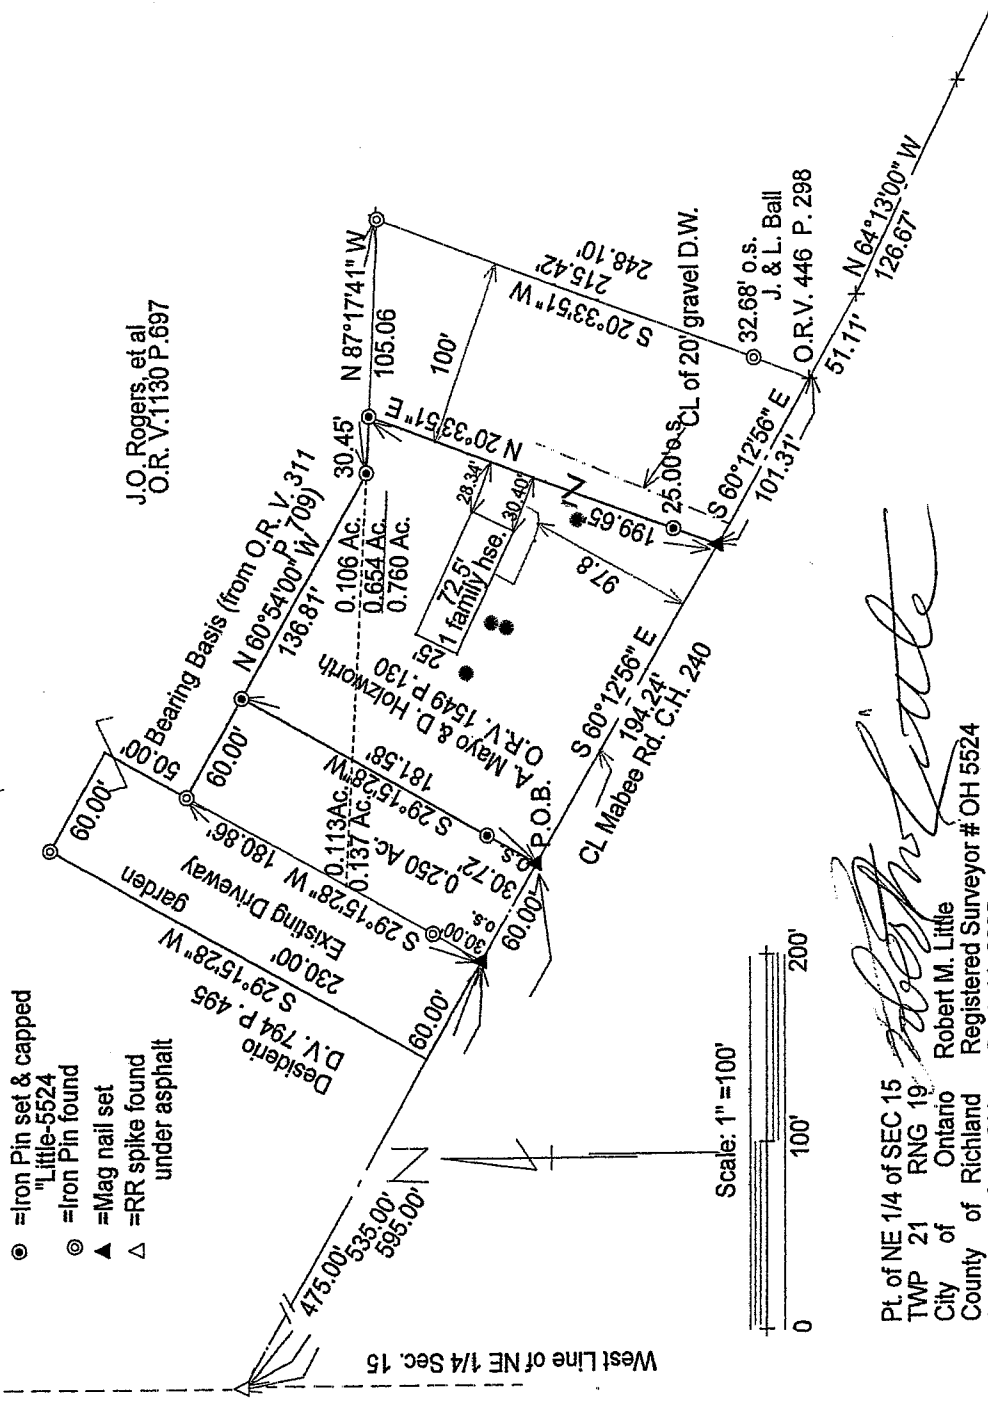 ⦿ =Iron Pin set & capped
"Little-5524
◎ =Iron Pin found
▲ =Mag nail set
△ =RR spike found
under asphalt
J.O. Rogers, et al
O.R. V.1130 P.697
Bearing Basis (from O.R. V. 311
P. 709)
N 60°54'00" W
136.81'
30.45'
N 87°17'41" W
105.06
100'
S 20°33'51" W
215.42'
248.10'
N 20°33'51" E
199.65'
28.34'
30.40'
72.5'
1 family hse.
25'
97.8
0.106 Ac.
0.654 Ac.
0.760 Ac.
A. Mayo & D. Holzworth
O.R.V. 1549 P.130
60.00'
50.00'
60.00'
S 29°15'28" W
181.58'
0.113Ac.
0.137 Ac.
0.250 Ac.
180.86'
S 29°15'28" W
Existing Driveway
garden
230.00'
S 29°15'28" W
Desiderio
D.V. 794 P. 495
30.00'
o.s.
30.72'
o.s.
60.00'
60.00'
P.O.B.
S 60°12'56" E
194.24'
CL Mabee Rd. C.H. 240
25.00'o.s.
CL of 20' gravel D.W.
32.68' o.s.
J. & L. Ball
O.R.V. 446 P. 298
S 60°12'56" E
101.31'
51.11'
N 64°13'00" W
126.67'
475.00'
535.00'
595.00'
West Line of NE 1/4 Sec. 15
N
Scale: 1" =100'
0 100' 200'
Pt. of NE 1/4 of SEC 15
TWP 21 RNG 19
City of Ontario
County of Richland
Robert M. Little
Registered Surveyor # OH 5524